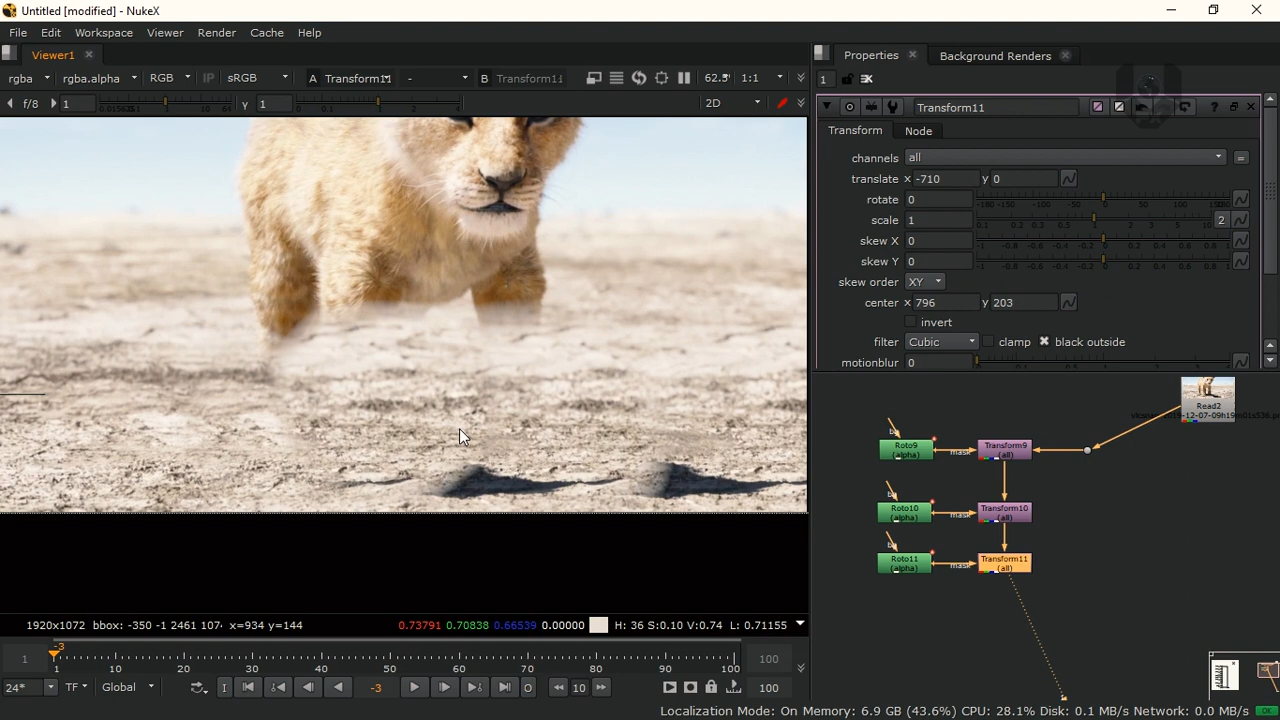 Untitled [modified] - NukeX
File Edit Workspace Viewer Render Cache Help
Viewer1
Properties
Background Renders
rgba rgba.alpha RGB IP sRGB A Transform11 - B Transform11 62.5 1:1
f/8 1 γ 1 2D
1
Transform11
Transform Node
channels all
translate x -710 y 0
rotate 0
scale 1 2
skew X 0
skew Y 0
skew order XY
center x 796 y 203
invert
filter Cubic clamp black outside
motionblur 0
Read2
Roto9
(alpha)
mask
Transform9
(all)
Roto10
(alpha)
mask
Transform10
(all)
Roto11
(alpha)
mask
Transform11
(all)
1920x1072 bbox: -350 -1 2461 107 x=934 y=144 0.73791 0.70838 0.66539 0.00000 H: 36 S:0.10 V:0.74 L: 0.71155
-3
1 1 10 20 30 40 50 60 70 80 90 100 100
24* TF Global I -3 O 10 100
Localization Mode: On Memory: 6.9 GB (43.6%) CPU: 28.1% Disk: 0.1 MB/s Network: 0.0 MB/s OK